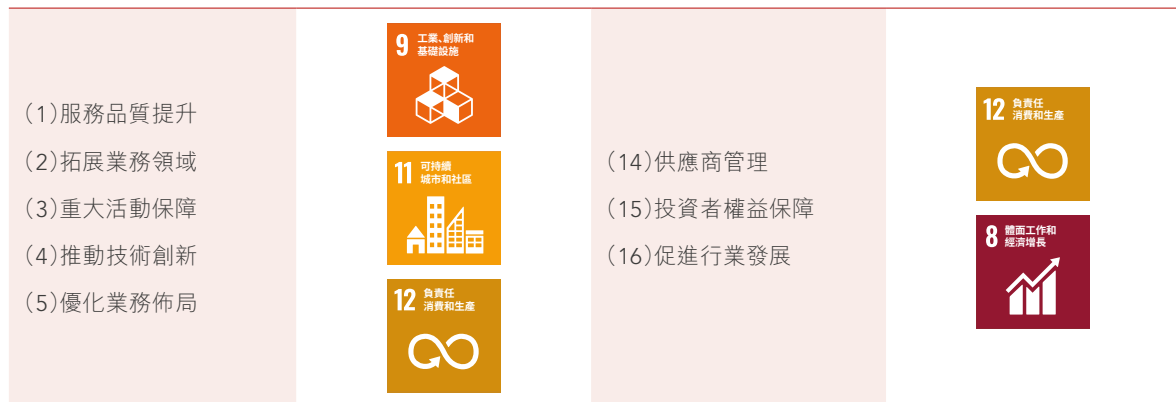 (1)服務品質提升
(2)拓展業務領域
(3)重大活動保障
(4)推動技術創新
(5)優化業務佈局
9 工業、創新和
基礎設施
11 可持續
城市和社區
12 負責任
消費和生產
(14)供應商管理
(15)投資者權益保障
(16)促進行業發展
12 負責任
消費和生產
8 體面工作和
經濟增長